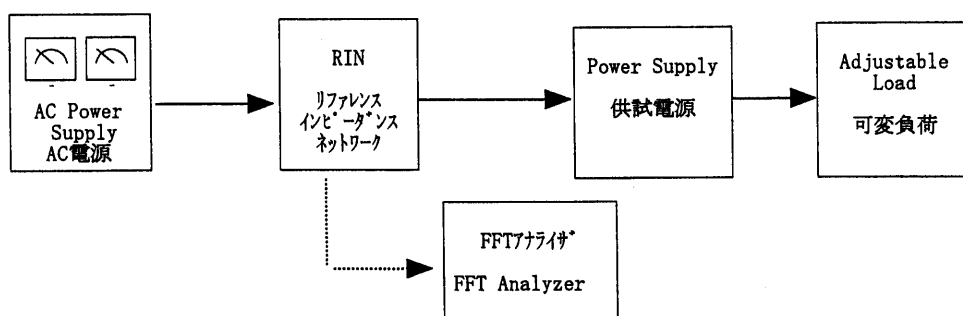 AC Power
Supply
AC電源
RIN
リファレンス
インピーダンス
ネットワーク
Power Supply
供試電源
Adjustable
Load
可変負荷
FFTアナライザ
FFT Analyzer